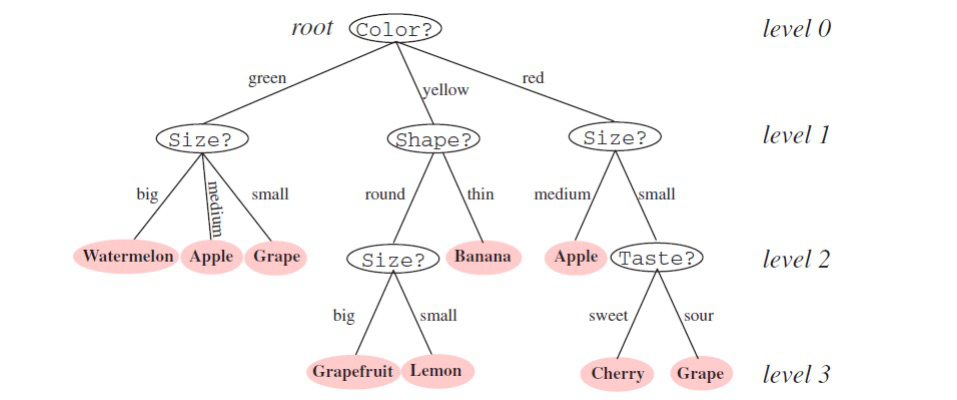 root Color? level 0
green yellow red
Size? Shape? Size? level 1
big medium small round thin medium small
Watermelon Apple Grape Size? Banana Apple Taste? level 2
big small sweet sour
Grapefruit Lemon Cherry Grape level 3